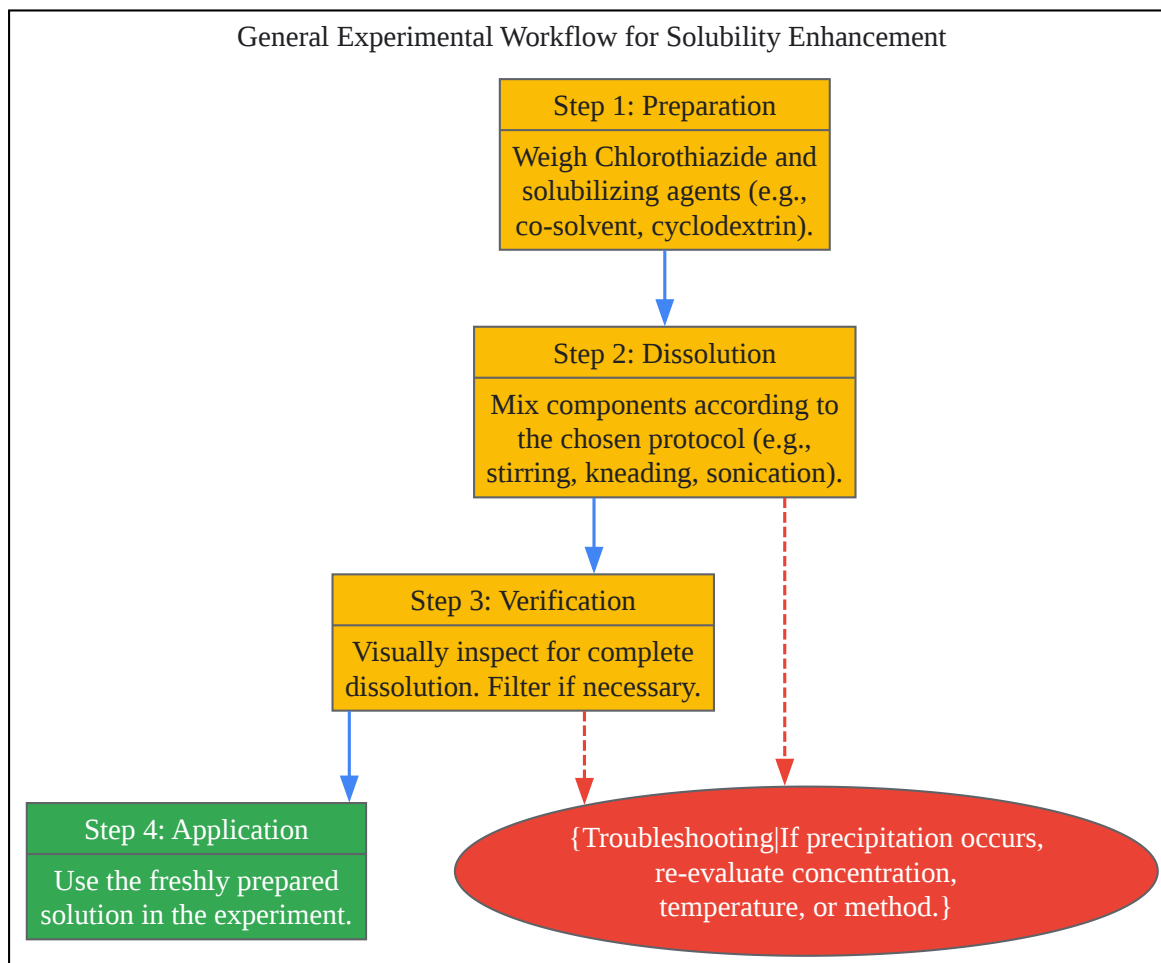 General Experimental Workflow for Solubility Enhancement
Step 1: Preparation
Weigh Chlorothiazide and
solubilizing agents (e.g.,
co-solvent, cyclodextrin).
Step 2: Dissolution
Mix components according to
the chosen protocol (e.g.,
stirring, kneading, sonication).
Step 3: Verification
Visually inspect for complete
dissolution. Filter if necessary.
Step 4: Application
Use the freshly prepared
solution in the experiment.
{Troubleshooting|If precipitation occurs,
re-evaluate concentration,
temperature, or method.}